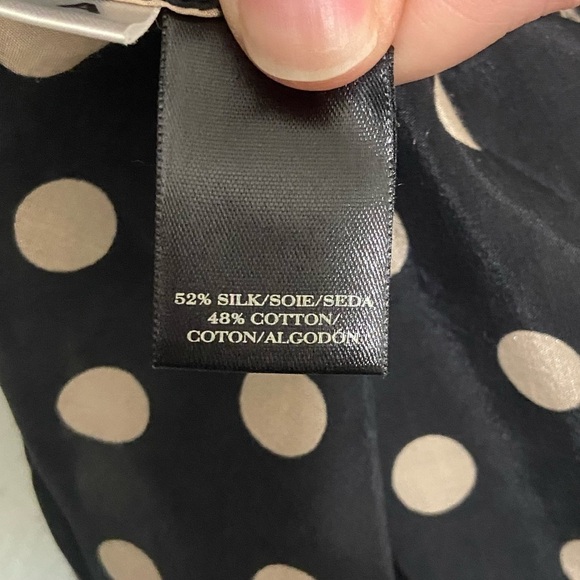 52% SILK/SOIE/SEDA
48% COTTON/
COTON/ALGODÓN